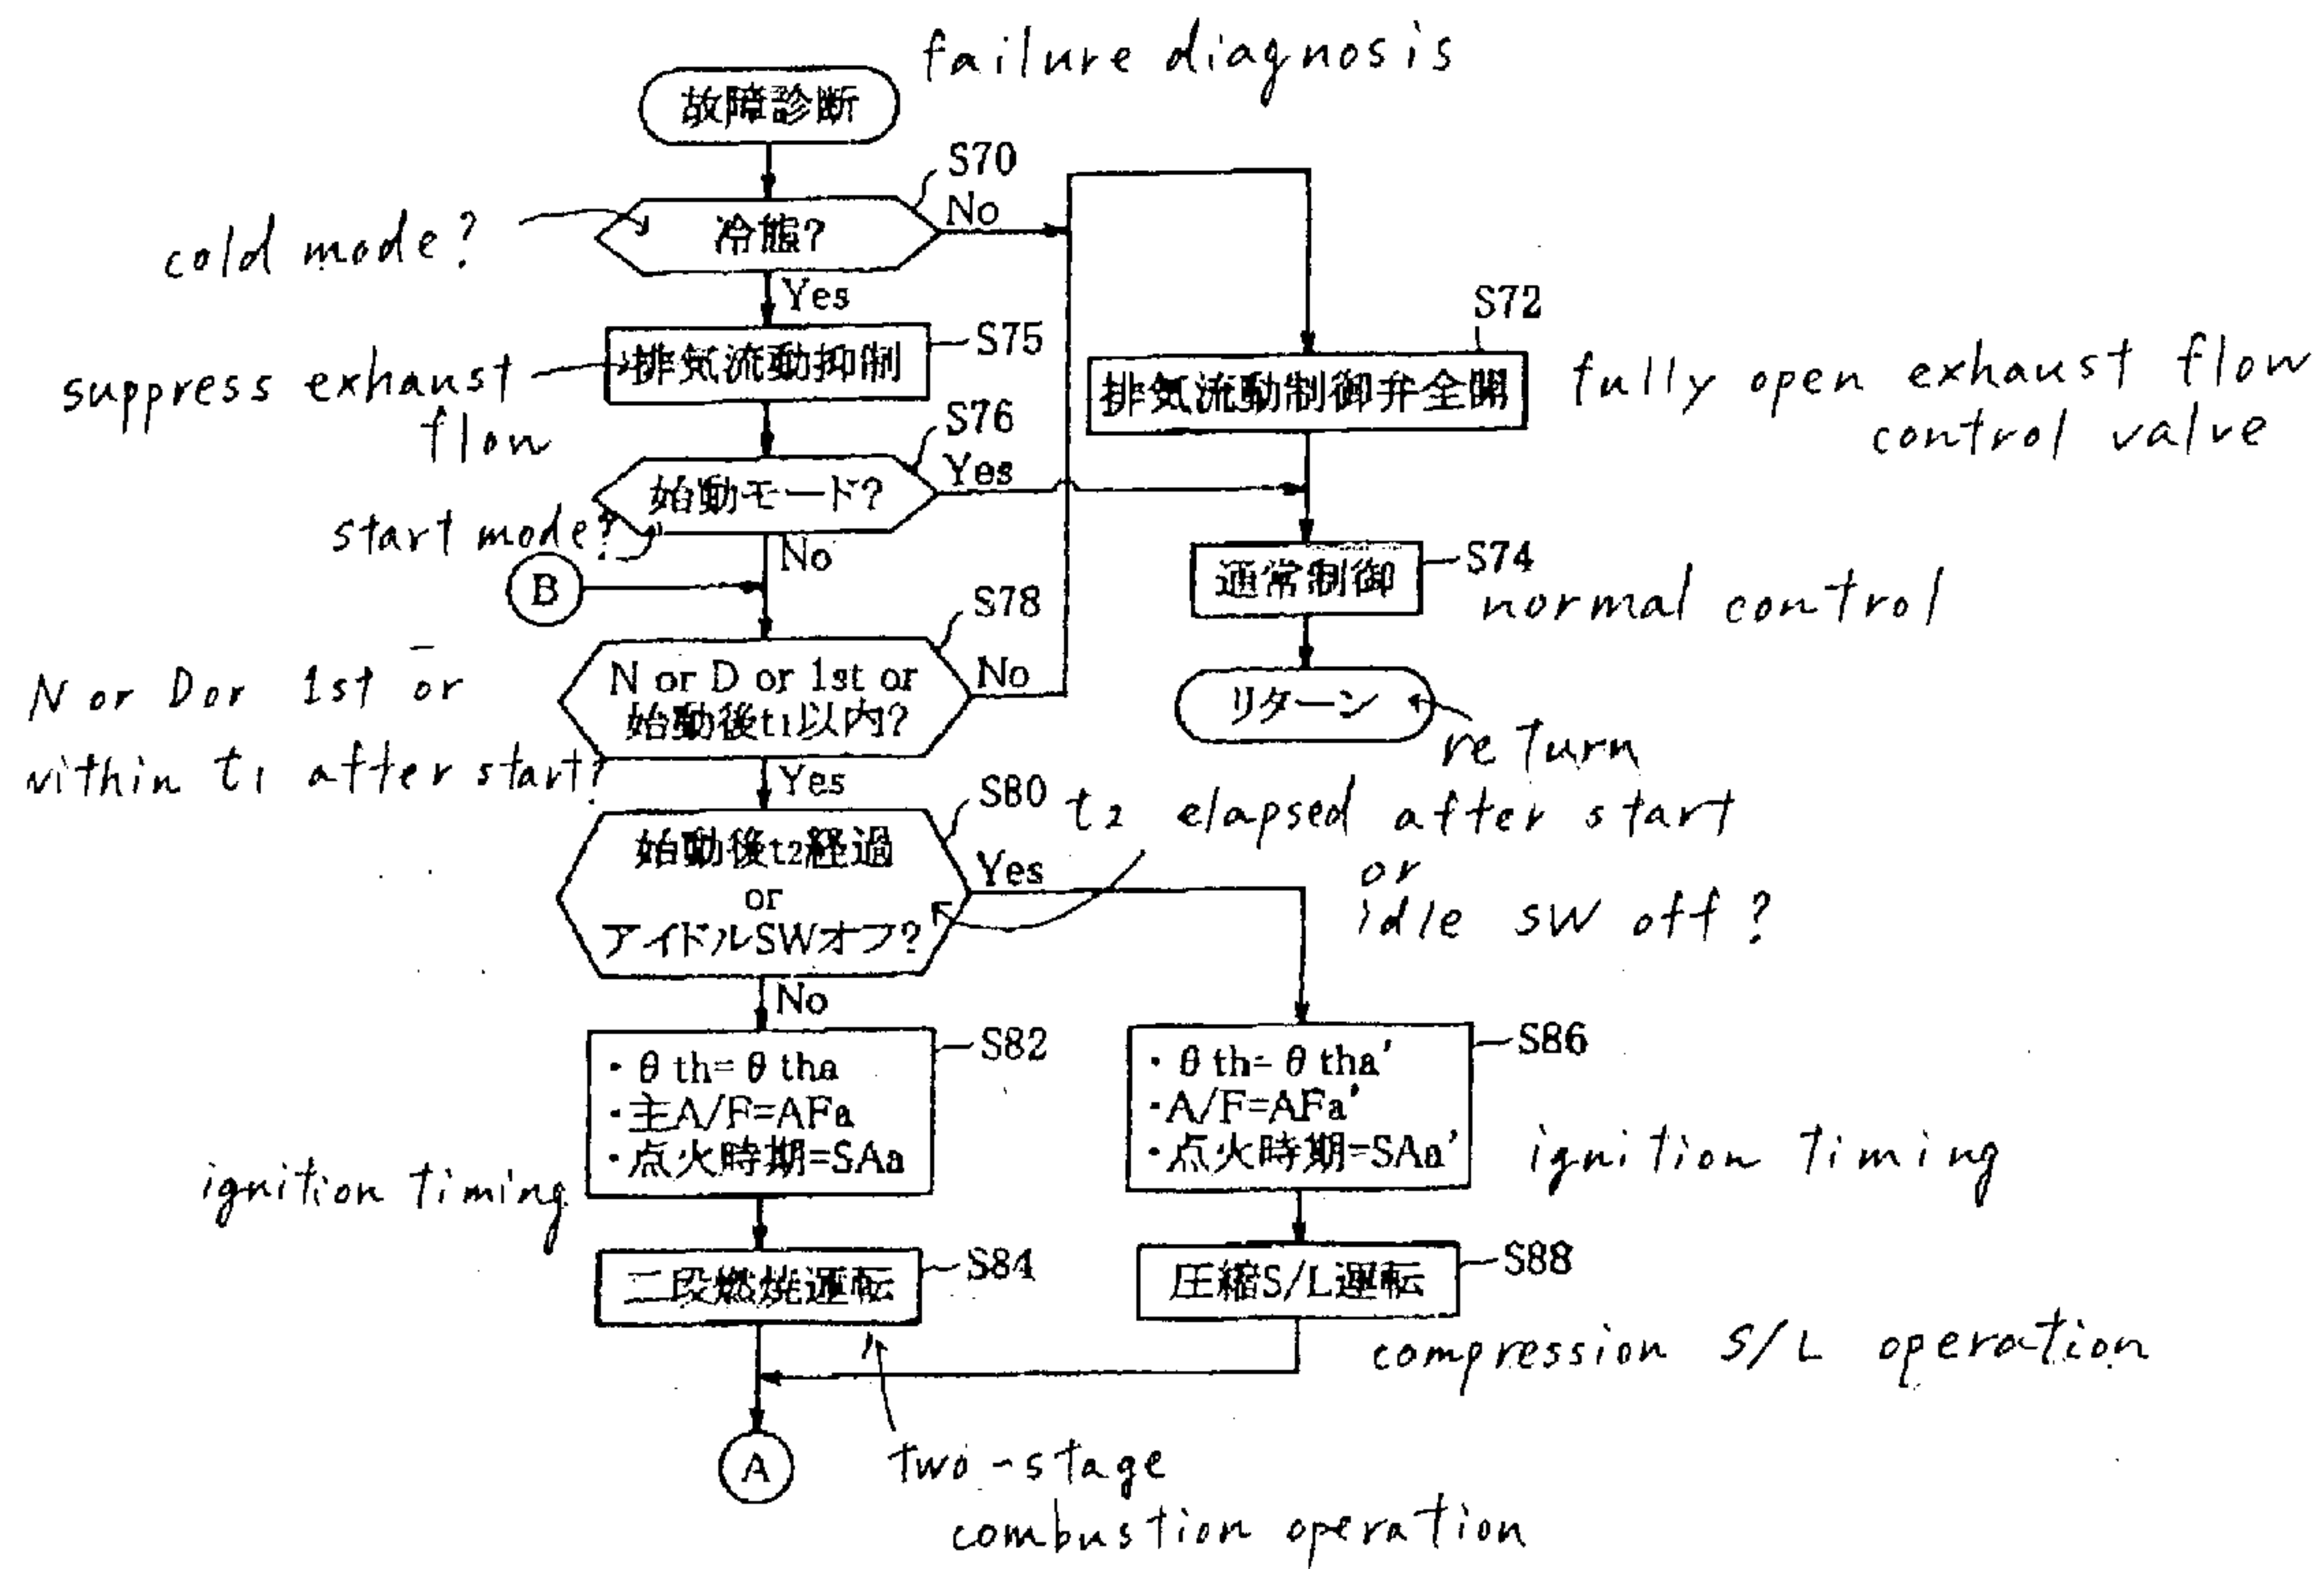 failure diagnosis
故障診断
S70
No
cold mode?
冷態?
Yes
S72
S75
suppress exhaust
flow
排気流動抑制
排気流動制御弁全開
fully open exhaust flow
control valve
S76
Yes
始動モード?
start mode?
No
B
S74
通常制御
normal control
S78
N or D or 1st or
within t1 after start?
N or D or 1st or
始動後t1以内?
No
リターン
return
Yes
S80
t2 elapsed after start
or
idle SW off?
始動後t2経過
or
アイドルSWオフ?
Yes
No
S82
・θth=θtha
・主A/F=AFa
・点火時期=SAa
ignition timing
S86
・θth=θtha'
・A/F=AFa'
・点火時期=SAa'
ignition timing
S84
二段燃焼運転
S88
圧縮S/L運転
compression S/L operation
A
two-stage
combustion operation